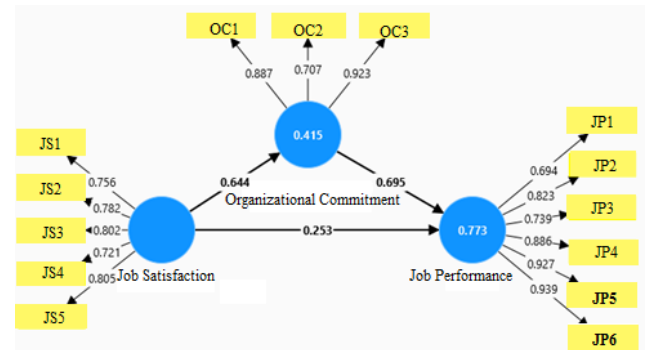 OC1 OC2 OC3
0.887 0.707 0.923
0.415
JS1
JS2
JS3
JS4
JS5
0.756
0.782
0.802
0.721
0.805
0.644
0.695
Organizational Commitment
0.253
Job Satisfaction
0.773
Job Performance
0.694
0.823
0.739
0.886
0.927
0.939
JP1
JP2
JP3
JP4
JP5
JP6